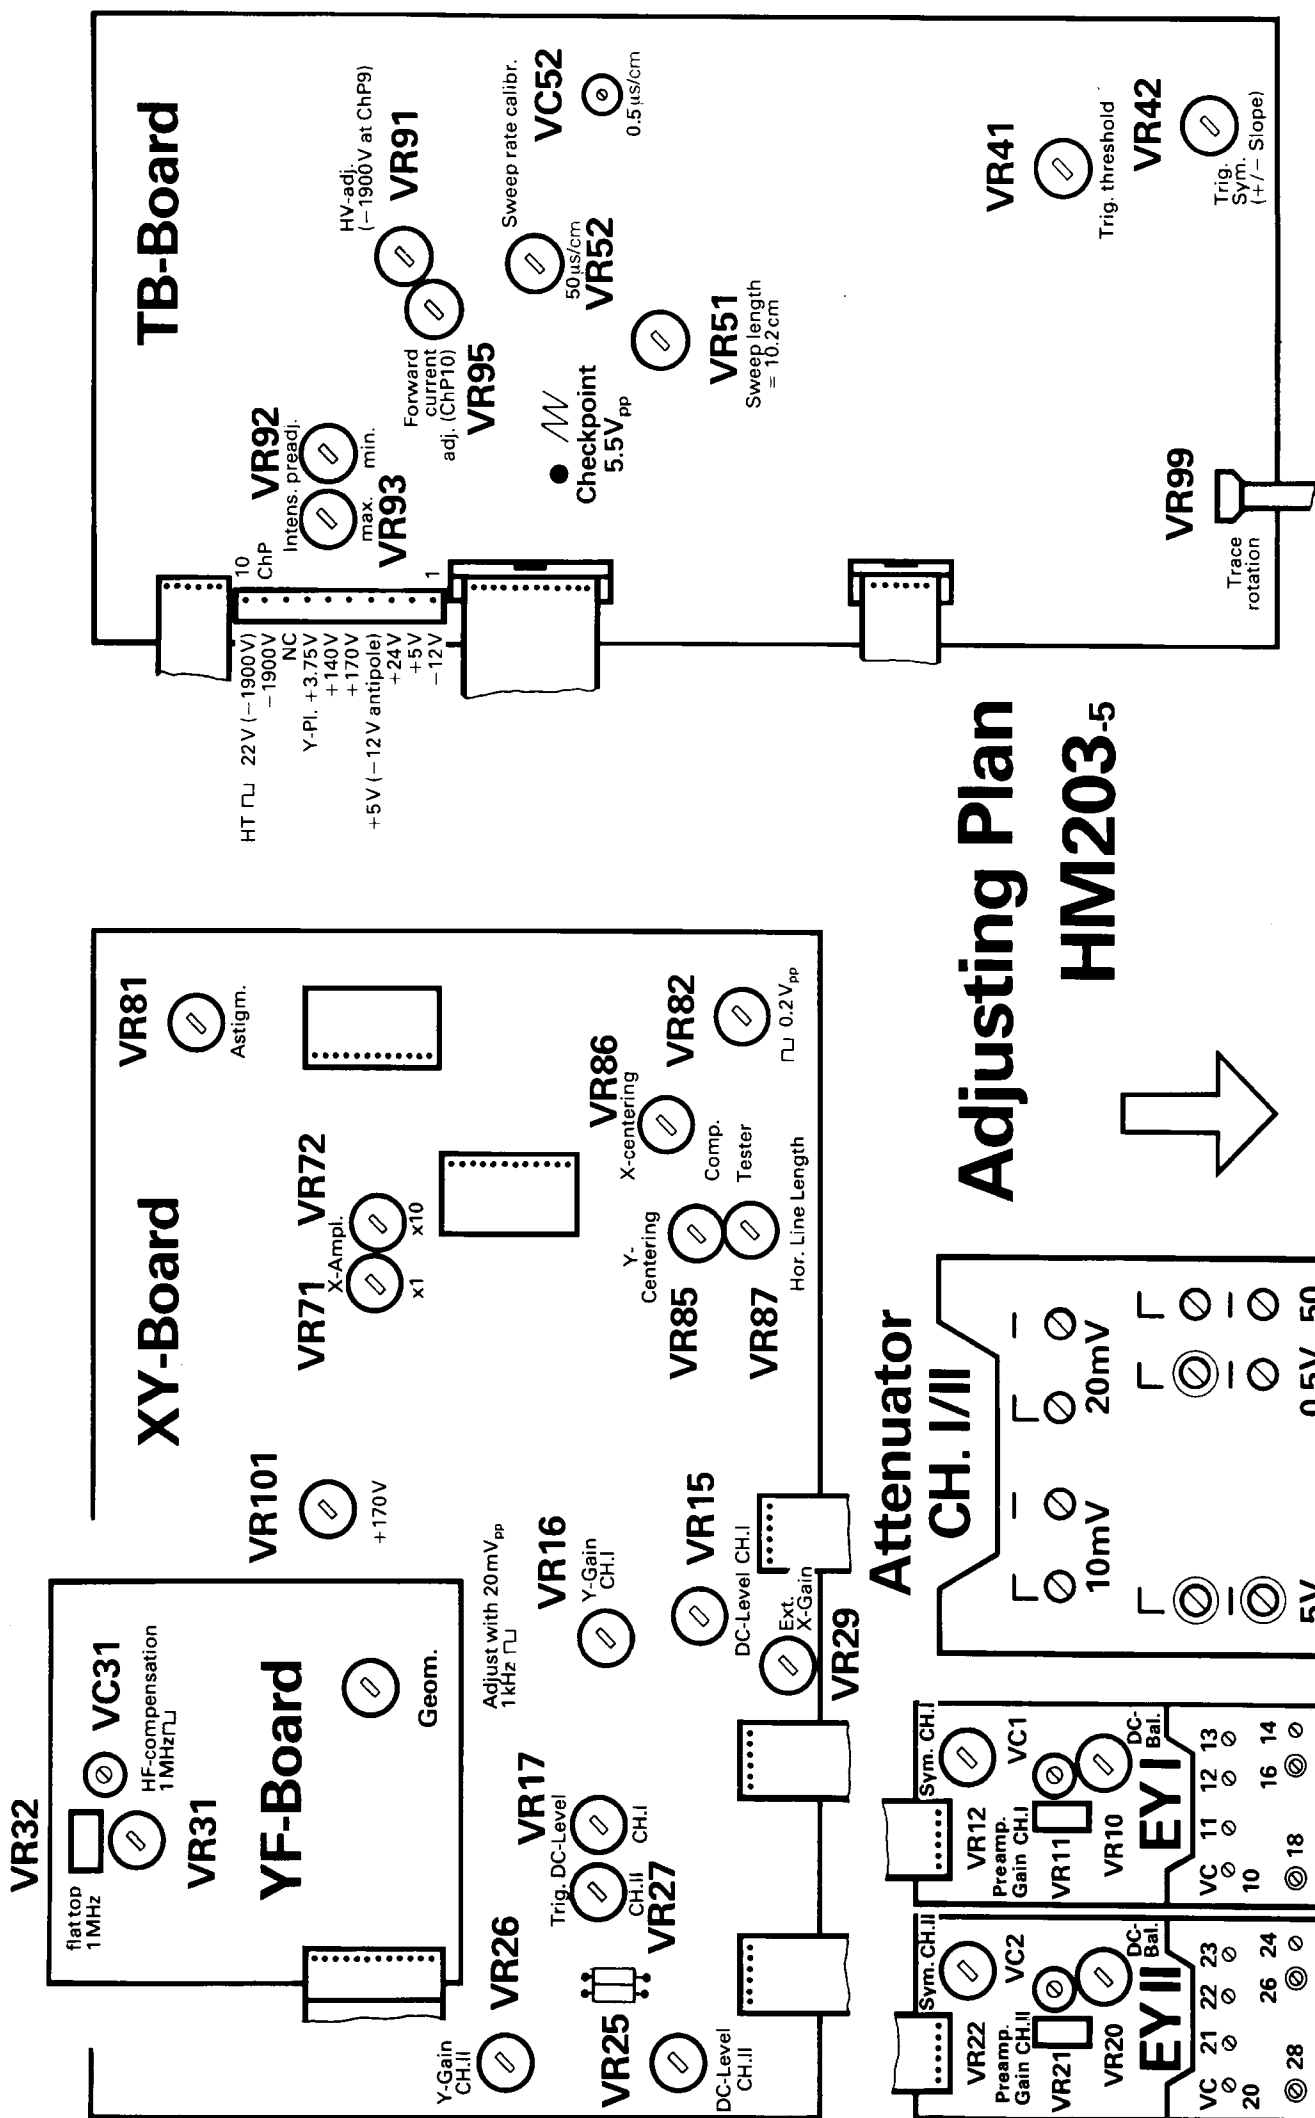 TB-Board
HV-adj.
(−1900V at ChP9)
VR91
Sweep rate calibr.
VC52
0.5µs/cm
50µs/cm
VR52
Forward
current
adj. (ChP10)
VR95
VR92
Intens. preadj.
min.
max.
VR93
Checkpoint
5.5Vpp
VR51
Sweep length
= 10.2cm
VR41
Trig. threshold
VR42
Trig.
Sym.
(+/− Slope)
VR99
Trace
rotation
10
ChP
1
HT ⊓⊔ 22V (−1900V)
−1900V
NC
Y-Pl. +3.75V
+140V
+170V
+5V (−12V antipole)
+24V
+5V
−12V
XY-Board
VR81
Astigm.
VR72
X-Ampl.
x10
VR71
x1
VR86
X-centering
Comp.
Tester
VR82
⊓⊔ 0.2Vpp
Y-
Centering
VR85
VR87
Hor. Line Length
VR101
+170V
Adjust with 20mVpp
1kHz ⊓⊔
VR16
Y-Gain
CH.I
VR15
DC-Level CH.I
Ext.
X-Gain
VR29
YF-Board
VR32
flat top
1MHz
VC31
HF-compensation
1MHz ⊓⊔
VR31
Geom.
VR17
Trig. DC-Level
CH.I
CH.II
VR27
VR26
Y-Gain
CH.II
VR25
DC-Level
CH.II
Adjusting Plan
HM203-5
Attenuator
CH. I/II
10mV
20mV
5V
0.5V
50
Sym. CH.I
VR12
VC1
Preamp.
Gain CH.I
VR11
VR10
DC-
Bal.
EY I
VC
10
11
12
13
18
16
14
Sym. CH.II
VR22
VC2
Preamp.
Gain CH.II
VR21
VR20
DC-
Bal.
EY II
VC
20
21
22
23
28
26
24